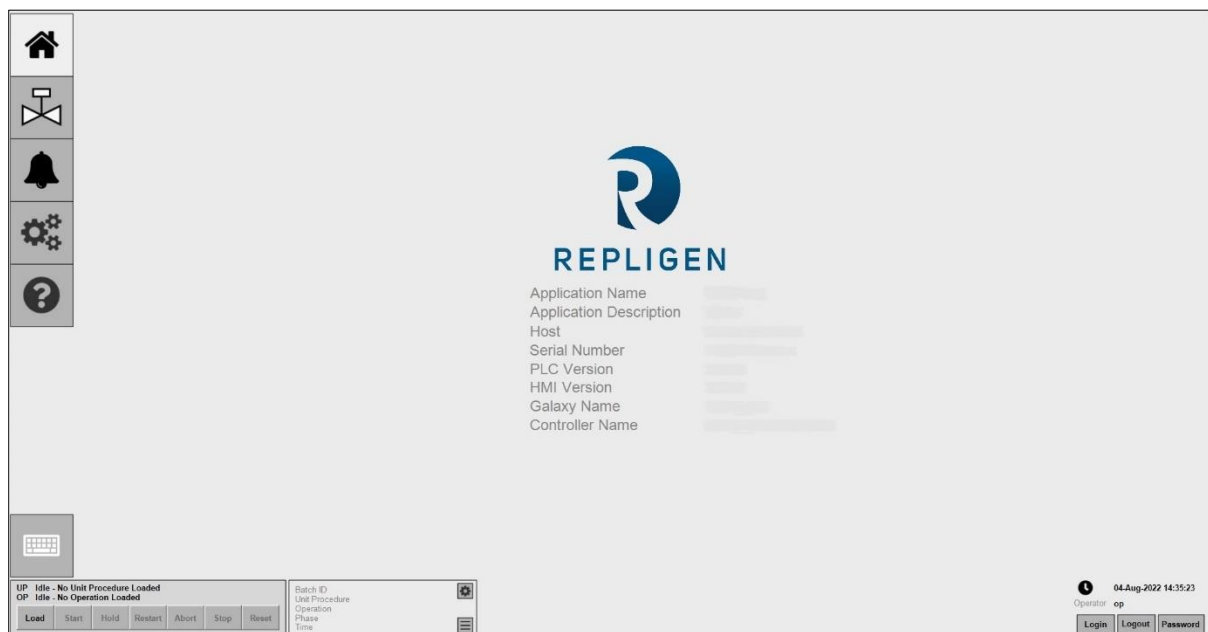 REPLIGEN
Application Name
Application Description
Host
Serial Number
PLC Version
HMI Version
Galaxy Name
Controller Name
UP Idle - No Unit Procedure Loaded
OP Idle - No Operation Loaded
Load Start Hold Restart Abort Stop Reset
Batch ID
Unit Procedure
Operation
Phase
Time
04-Aug-2022 14:35:23
Operator op
Login Logout Password